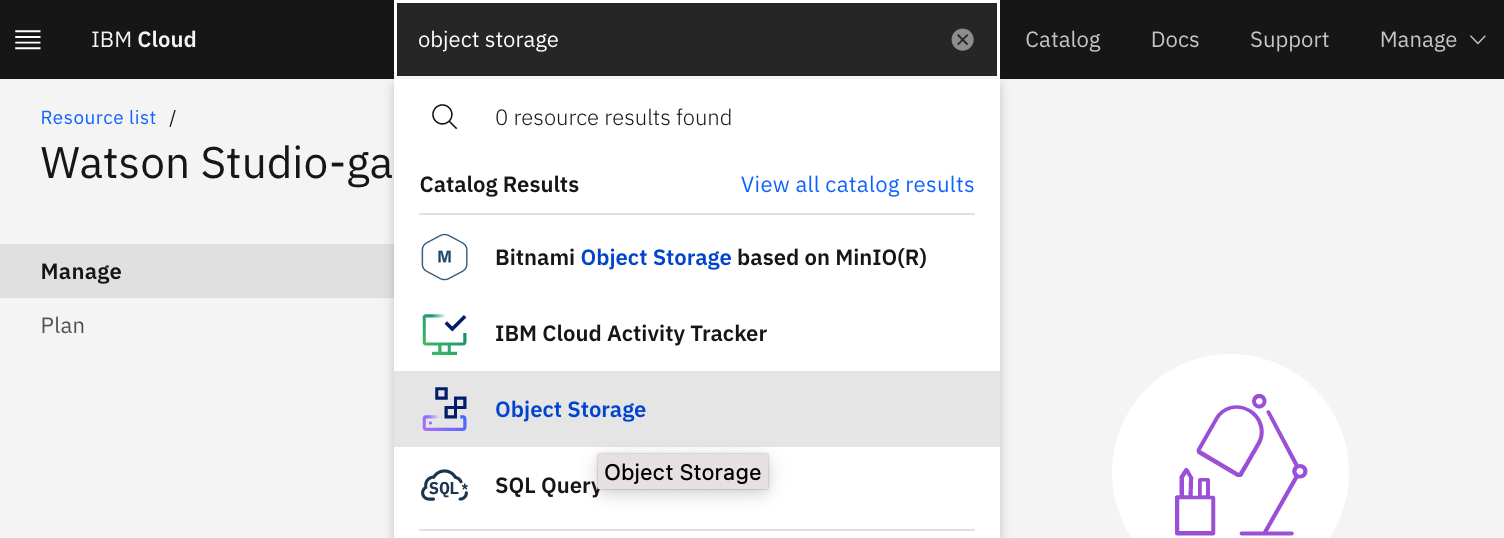 IBM Cloud
object storage
Catalog
Docs
Support
Manage
Resource list /
Watson Studio-ga
Manage
Plan
0 resource results found
Catalog Results
View all catalog results
M
Bitnami Object Storage based on MinIO(R)
IBM Cloud Activity Tracker
Object Storage
SQL*
SQL Query
Object Storage